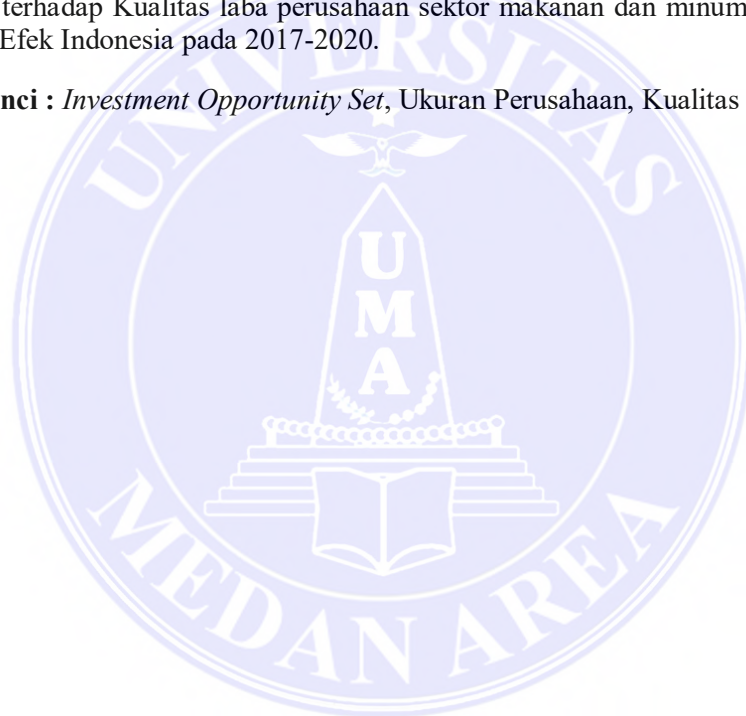 terhadap Kualitas laba perusahaan sektor makanan dan minum
Efek Indonesia pada 2017-2020.
nci : Investment Opportunity Set, Ukuran Perusahaan, Kualitas
UNIVERSITAS
UMA
MEDAN AREA